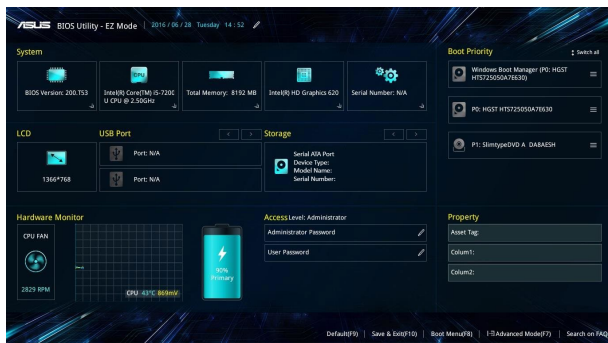 ASUS BIOS Utility - EZ Mode 2016 / 06 / 28 Tuesday 14 : 52
System
BIOS Version: 200.T53
CPU
Intel(R) Core(TM) i5-7200
U CPU @ 2.50GHz
Total Memory: 8192 MB
Intel(R) HD Graphics 620
Serial Number: N/A
Boot Priority
Switch all
Windows Boot Manager (P0: HGST
HTS725050A7E630)
P0: HGST HTS725050A7E630
P1: SlimtypeDVD A DA8AESH
LCD
1366*768
USB Port
Port: N/A
Port: N/A
Storage
Serial ATA Port
Device Type:
Model Name:
Serial Number:
Hardware Monitor
CPU FAN
2829 RPM
CPU 43°C 869mV
90%
Primary
Access Level: Administrator
Administrator Password
User Password
Property
Asset Tag:
Colum1:
Colum2:
Default(F9) Save & Exit(F10) Boot Menu(F8) Advanced Mode(F7) Search on FAQ